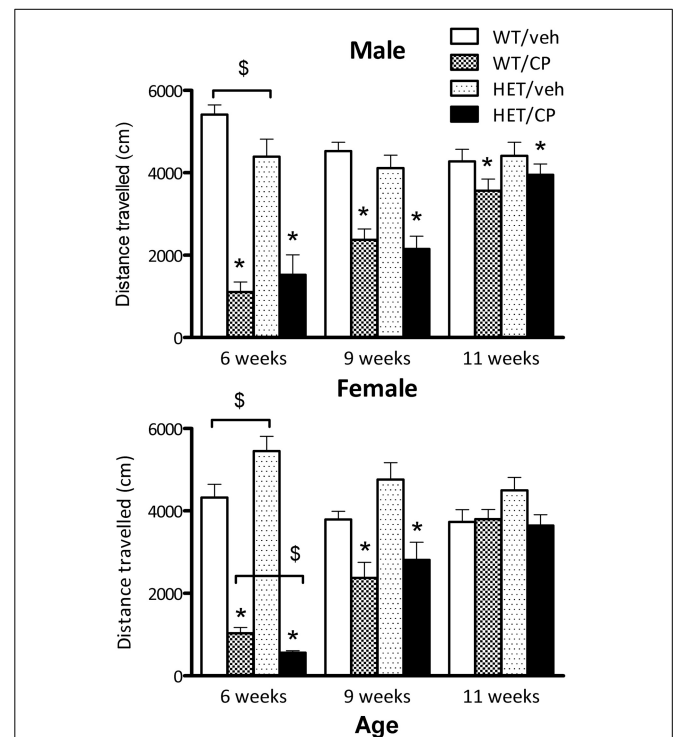 Male
WT/veh
WT/CP
HET/veh
HET/CP
$
Distance travelled (cm)
6000
4000
2000
0
* * * * * *
6 weeks 9 weeks 11 weeks
Female
$
Distance travelled (cm)
6000
4000
2000
0
$
* * * *
6 weeks 9 weeks 11 weeks
Age